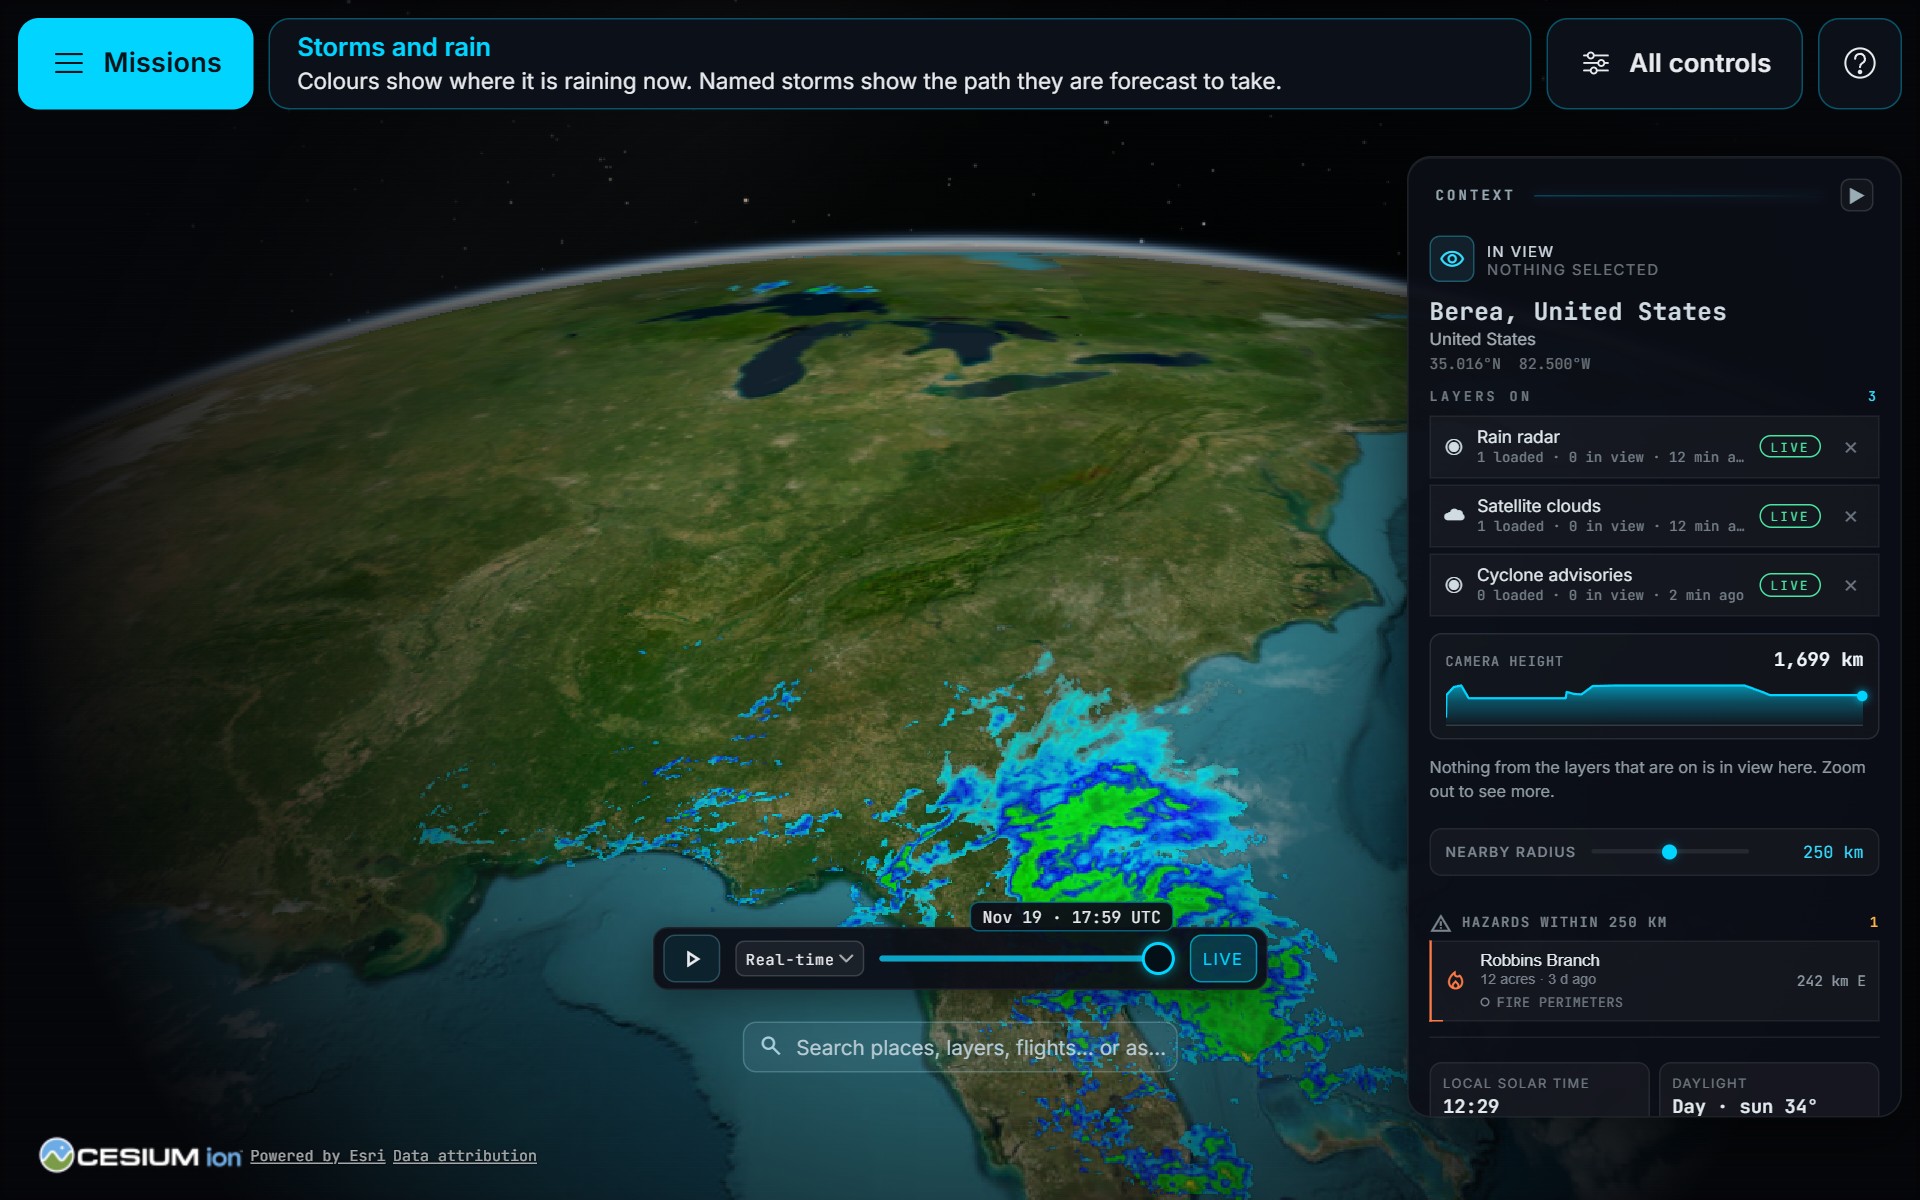 Missions
Storms and rain
Colours show where it is raining now. Named storms show the path they are forecast to take.
All controls
CONTEXT
IN VIEW
NOTHING SELECTED
Berea, United States
United States
35.016°N 82.500°W
LAYERS ON 3
Rain radar
1 loaded · 0 in view · 12 min a…
LIVE
Satellite clouds
1 loaded · 0 in view · 12 min a…
LIVE
Cyclone advisories
0 loaded · 0 in view · 2 min ago
LIVE
CAMERA HEIGHT 1,699 km
Nothing from the layers that are on is in view here. Zoom
out to see more.
NEARBY RADIUS 250 km
HAZARDS WITHIN 250 KM 1
Robbins Branch
12 acres · 3 d ago
242 km E
FIRE PERIMETERS
LOCAL SOLAR TIME
12:29
DAYLIGHT
Day · sun 34°
Nov 19 · 17:59 UTC
Real-time
LIVE
Search places, layers, flights... or as...
CESIUM ion
Powered by Esri Data attribution